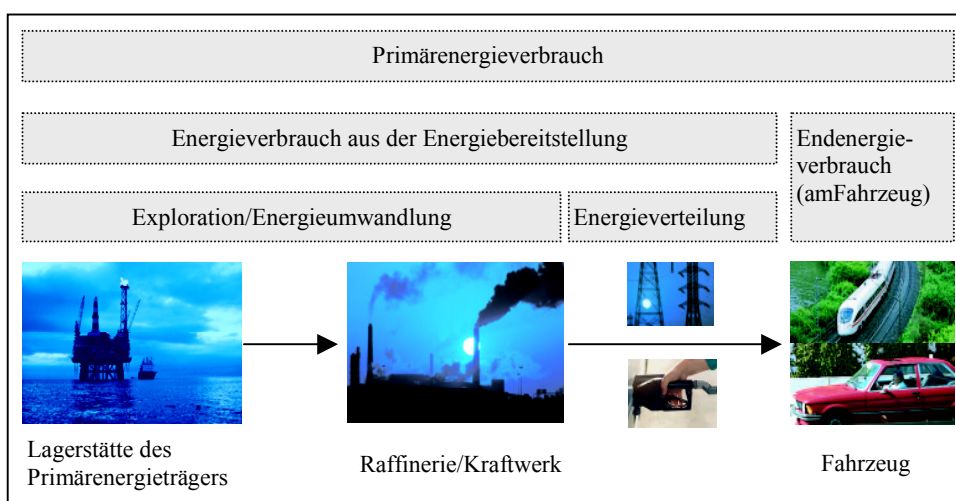 Primärenergieverbrauch
Energieverbrauch aus der Energiebereitstellung
Endenergie-
verbrauch
(amFahrzeug)
Exploration/Energieumwandlung
Energieverteilung
Lagerstätte des
Primärenergieträgers
Raffinerie/Kraftwerk
Fahrzeug